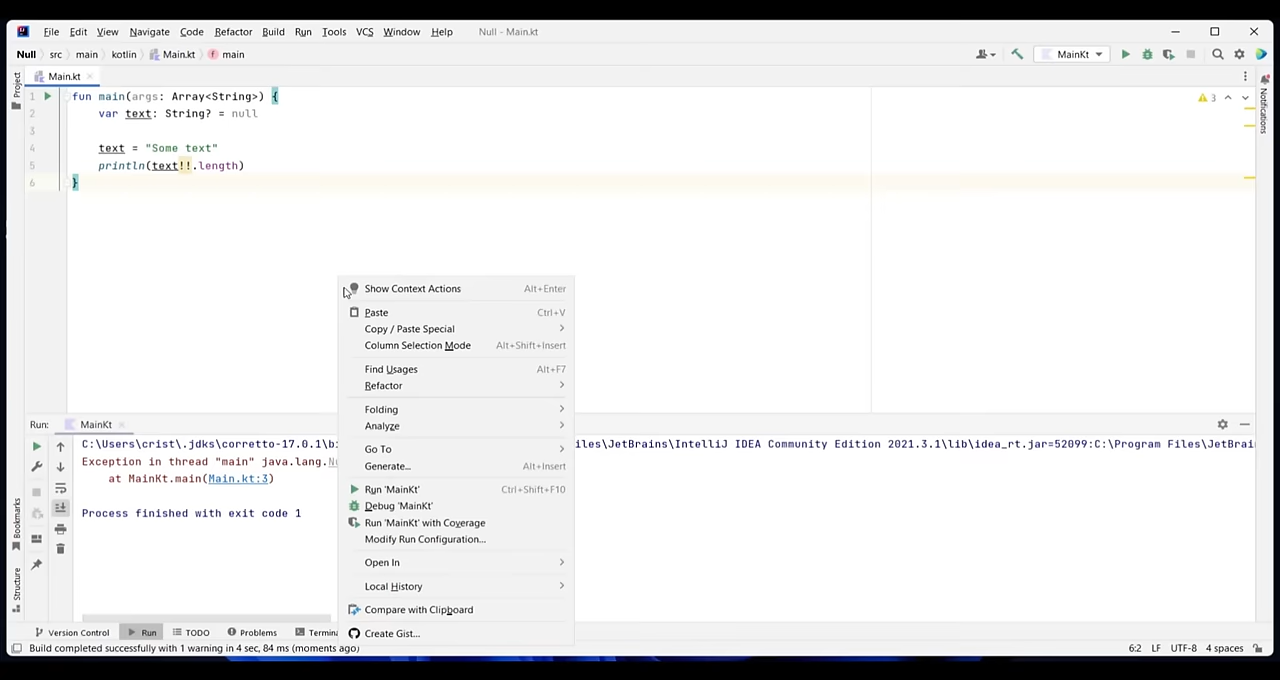 File Edit View Navigate Code Refactor Build Run Tools VCS Window Help Null - Main.kt
Null src main kotlin Main.kt main MainKt
Project
Main.kt
1 fun main(args: Array<String>) {
2 var text: String? = null
3
4 text = "Some text"
5 println(text!!.length)
6 }
3
Notifications
Show Context Actions Alt+Enter
Paste Ctrl+V
Copy / Paste Special
Column Selection Mode Alt+Shift+Insert
Find Usages Alt+F7
Refactor
Folding
Analyze
Go To
Generate... Alt+Insert
Run 'MainKt' Ctrl+Shift+F10
Debug 'MainKt'
Run 'MainKt' with Coverage
Modify Run Configuration...
Open In
Local History
Compare with Clipboard
Create Gist...
Run: MainKt
C:\Users\crist\.jdks\corretto-17.0.1\bi iles\JetBrains\IntelliJ IDEA Community Edition 2021.3.1\lib\idea_rt.jar=52099:C:\Program Files\JetBrai
Exception in thread "main" java.lang.N
at MainKt.main(Main.kt:3)
Process finished with exit code 1
Bookmarks
Structure
Version Control Run TODO Problems Termina
Build completed successfully with 1 warning in 4 sec, 84 ms (moments ago) 6:2 LF UTF-8 4 spaces